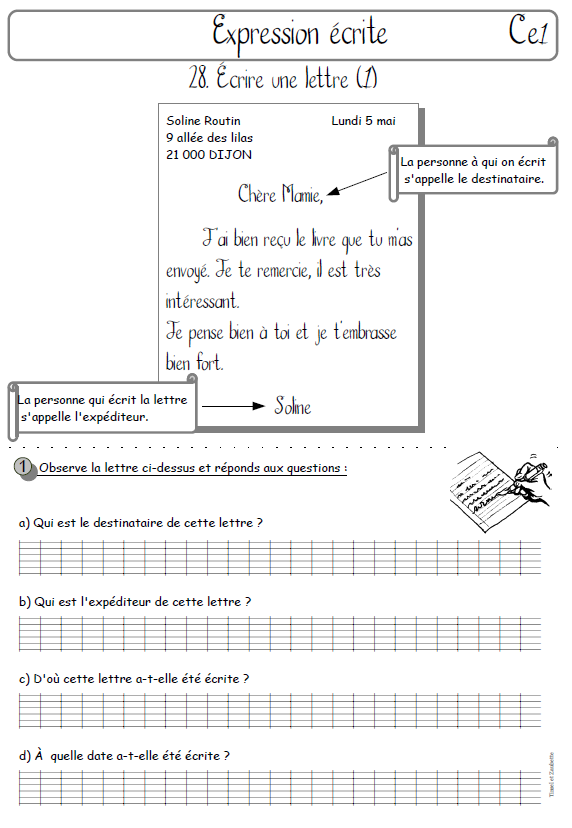 Expression écrite
Ce1
28. Écrire une lettre (1)
Soline Routin Lundi 5 mai
9 allée des lilas
21 000 DIJON
La personne à qui on écrit
s'appelle le destinataire.
Chère Mamie,
J'ai bien reçu le livre que tu m'as
envoyé. Je te remercie, il est très
intéressant.
Je pense bien à toi et je t'embrasse
bien fort.
La personne qui écrit la lettre
s'appelle l'expéditeur.
Soline
1 Observe la lettre ci-dessus et réponds aux questions :
a) Qui est le destinataire de cette lettre ?
b) Qui est l'expéditeur de cette lettre ?
c) D'où cette lettre a-t-elle été écrite ?
d) À quelle date a-t-elle été écrite ?